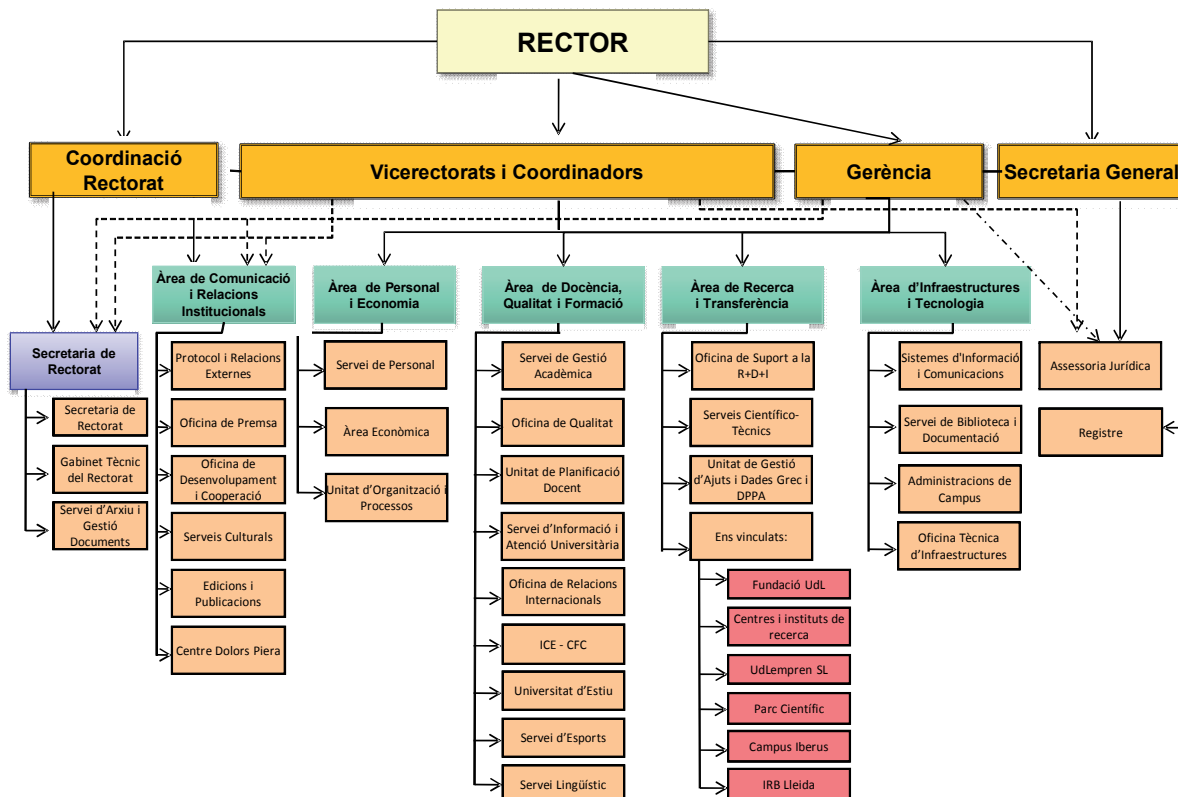 RECTOR
Coordinació
Rectorat
Vicerectorats i Coordinadors
Gerència
Secretaria General
Àrea de Comunicació
i Relacions
Institucionals
Àrea de Personal
i Economia
Àrea de Docència,
Qualitat i Formació
Àrea de Recerca
i Transferència
Àrea d'Infraestructures
i Tecnologia
Secretaria de
Rectorat
Secretaria de
Rectorat
Gabinet Tècnic
del Rectorat
Servei d'Arxiu i
Gestió
Documents
Protocol i Relacions
Externes
Oficina de Premsa
Oficina de
Desenvolupament
i Cooperació
Serveis Culturals
Edicions i
Publicacions
Centre Dolors Piera
Servei de Personal
Àrea Econòmica
Unitat d'Organització i
Processos
Servei de Gestió
Acadèmica
Oficina de Qualitat
Unitat de Planificació
Docent
Servei d'Informació i
Atenció Universitària
Oficina de Relacions
Internacionals
ICE - CFC
Universitat d'Estiu
Servei d'Esports
Servei Lingüístic
Oficina de Suport a la
R+D+I
Serveis Científico-
Tècnics
Unitat de Gestió
d'Ajuts i Dades Grec i
DPPA
Ens vinculats:
Fundació UdL
Centres i instituts de
recerca
UdLempren SL
Parc Científic
Campus Iberus
IRB Lleida
Sistemes d'Informació
i Comunicacions
Servei de Biblioteca i
Documentació
Administracions de
Campus
Oficina Tècnica
d'Infraestructures
Assessoria Jurídica
Registre